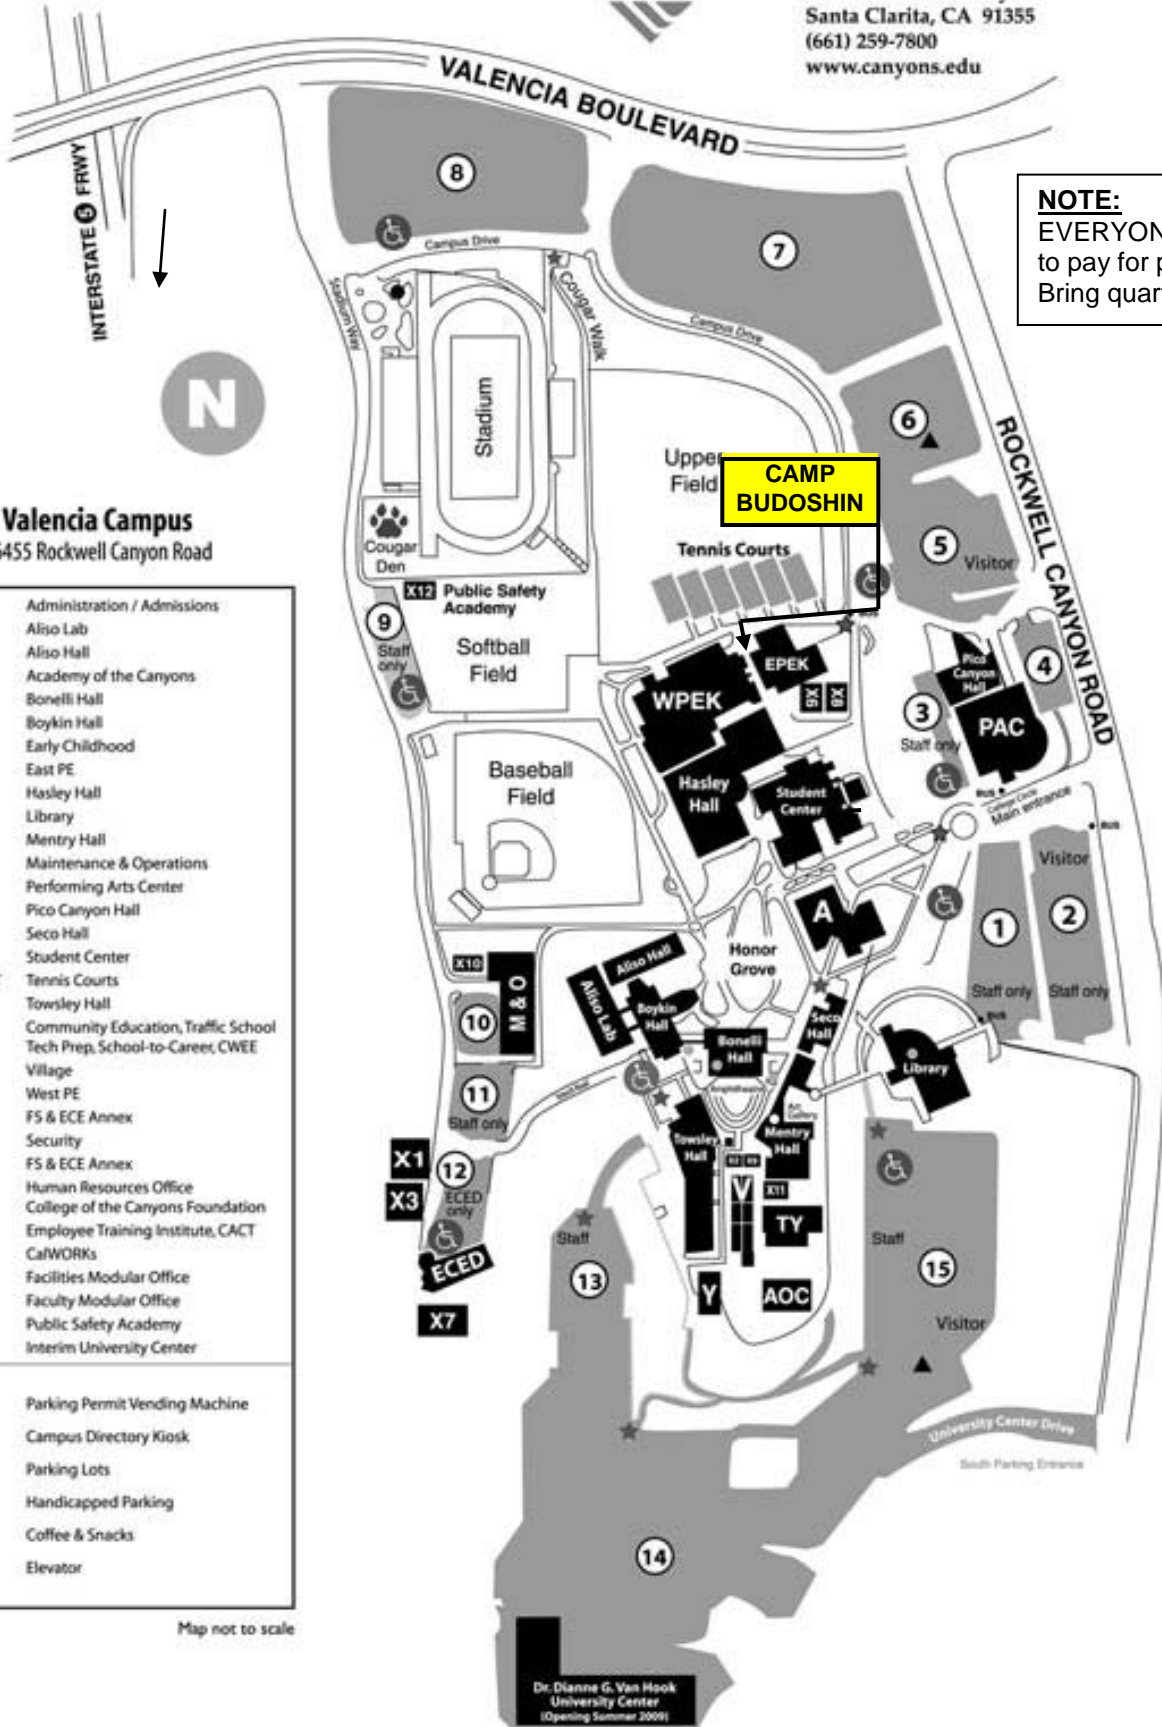 Santa Clarita, CA 91355
(661) 259-7800
www.canyons.edu
VALENCIA BOULEVARD
INTERSTATE 5 FRWY
8
Campus Drive
7
NOTE:
EVERYON
to pay for p
Bring quart
Stadium Way
Cougar Walk
Campus Drive
N
Stadium
6
ROCKWELL CANYON ROAD
Upper
Field
CAMP
BUDOSHIN
Valencia Campus
6455 Rockwell Canyon Road
Cougar
Den
Tennis Courts
5
Visitor
BUS
X12 Public Safety
Academy
9
Staff
only
Softball
Field
EPEK
WPEK
X6
X8
Pico
Canyon
Hall
4
3
Staff only
PAC
Baseball
Field
Hasley
Hall
Student
Center
BUS
College Circle
Main entrance
BUS
Visitor
A
1
2
Staff only
Staff only
BUS
Honor
Grove
X10
M & O
10
Aliso Hall
Aliso Lab
Boykin
Hall
Bonelli
Hall
Seco
Hall
Library
Amphitheater
11
Staff only
Art
Gallery
Towsley
Hall
Mentry
Hall
X1
X3
12
ECED
only
ECED
X7
V
X11
TY
Y
AOC
Staff
13
Staff
15
Visitor
University Center Drive
South Parking Entrance
14
Dr. Dianne G. Van Hook
University Center
(Opening Summer 2009)
Administration / Admissions
Aliso Lab
Aliso Hall
Academy of the Canyons
Bonelli Hall
Boykin Hall
Early Childhood
East PE
Hasley Hall
Library
Mentry Hall
Maintenance & Operations
Performing Arts Center
Pico Canyon Hall
Seco Hall
Student Center
Tennis Courts
Towsley Hall
Community Education, Traffic School
Tech Prep, School-to-Career, CWEE
Village
West PE
FS & ECE Annex
Security
FS & ECE Annex
Human Resources Office
College of the Canyons Foundation
Employee Training Institute, CACT
CalWORKs
Facilities Modular Office
Faculty Modular Office
Public Safety Academy
Interim University Center
Parking Permit Vending Machine
Campus Directory Kiosk
Parking Lots
Handicapped Parking
Coffee & Snacks
Elevator
Map not to scale